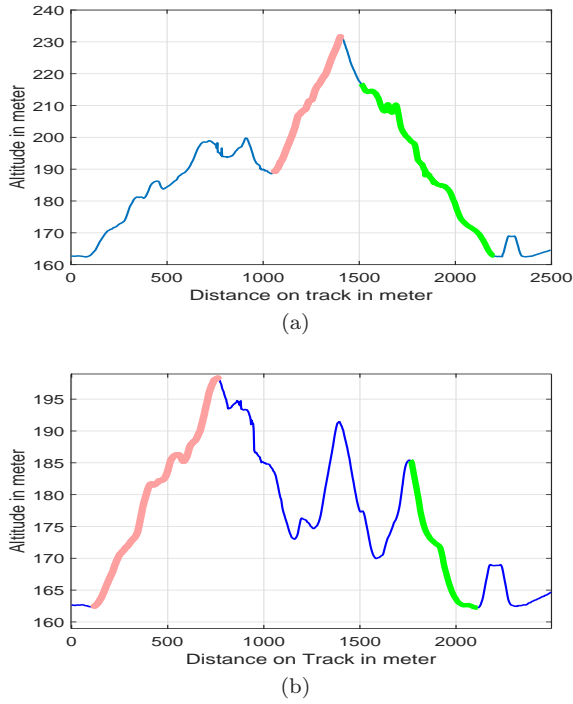 240
230
220
210
200
190
180
170
160
Altitude in meter
0 500 1000 1500 2000 2500
Distance on track in meter
(a)
195
190
185
180
175
170
165
160
Altitude in meter
0 500 1000 1500 2000
Distance on Track in meter
(b)